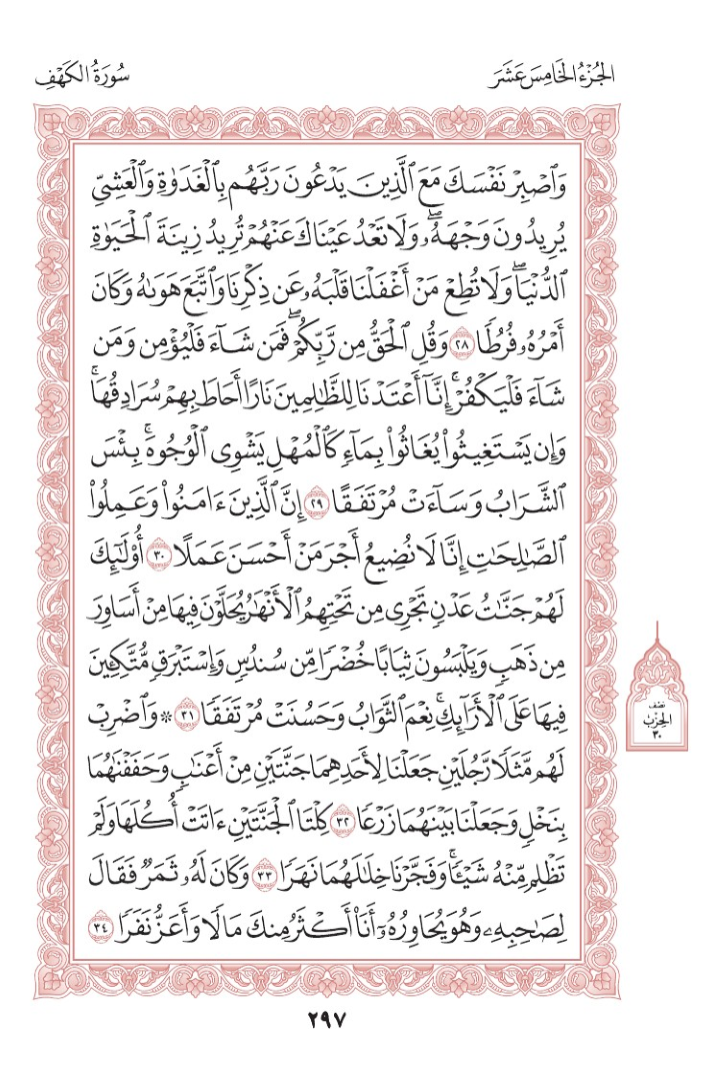 الجُزْءُ الخَامِسَ عَشَرَ
سُورَةُ الكَهْفِ
وَٱصْبِرْ نَفْسَكَ مَعَ ٱلَّذِينَ يَدْعُونَ رَبَّهُم بِٱلْغَدَوٰةِ وَٱلْعَشِيِّ
يُرِيدُونَ وَجْهَهُۥۖ وَلَا تَعْدُ عَيْنَاكَ عَنْهُمْ تُرِيدُ زِينَةَ ٱلْحَيَوٰةِ
ٱلدُّنْيَاۖ وَلَا تُطِعْ مَنْ أَغْفَلْنَا قَلْبَهُۥ عَن ذِكْرِنَا وَٱتَّبَعَ هَوَىٰهُ وَكَانَ
أَمْرُهُۥ فُرُطًا ٢٨ وَقُلِ ٱلْحَقُّ مِن رَّبِّكُمْۖ فَمَن شَآءَ فَلْيُؤْمِن وَمَن
شَآءَ فَلْيَكْفُرْۚ إِنَّآ أَعْتَدْنَا لِلظَّٰلِمِينَ نَارًا أَحَاطَ بِهِمْ سُرَادِقُهَاۚ
وَإِن يَسْتَغِيثُوا۟ يُغَاثُوا۟ بِمَآءٍ كَٱلْمُهْلِ يَشْوِى ٱلْوُجُوهَۚ بِئْسَ
ٱلشَّرَابُ وَسَآءَتْ مُرْتَفَقًا ٢٩ إِنَّ ٱلَّذِينَ ءَامَنُوا۟ وَعَمِلُوا۟
ٱلصَّٰلِحَٰتِ إِنَّا لَا نُضِيعُ أَجْرَ مَنْ أَحْسَنَ عَمَلًا ٣٠ أُو۟لَٰٓئِكَ
لَهُمْ جَنَّٰتُ عَدْنٍ تَجْرِى مِن تَحْتِهِمُ ٱلْأَنْهَٰرُ يُحَلَّوْنَ فِيهَا مِنْ أَسَاوِرَ
مِن ذَهَبٍ وَيَلْبَسُونَ ثِيَابًا خُضْرًا مِّن سُندُسٍ وَإِسْتَبْرَقٍ مُّتَّكِـِٔينَ
فِيهَا عَلَى ٱلْأَرَآئِكِۚ نِعْمَ ٱلثَّوَابُ وَحَسُنَتْ مُرْتَفَقًا ٣١ ۞ وَٱضْرِبْ
لَهُم مَّثَلًا رَّجُلَيْنِ جَعَلْنَا لِأَحَدِهِمَا جَنَّتَيْنِ مِنْ أَعْنَٰبٍ وَحَفَفْنَٰهُمَا
بِنَخْلٍ وَجَعَلْنَا بَيْنَهُمَا زَرْعًا ٣٢ كِلْتَا ٱلْجَنَّتَيْنِ ءَاتَتْ أُكُلَهَا وَلَمْ
تَظْلِم مِّنْهُ شَيْـًٔاۚ وَفَجَّرْنَا خِلَٰلَهُمَا نَهَرًا ٣٣ وَكَانَ لَهُۥ ثَمَرٌ فَقَالَ
لِصَٰحِبِهِۦ وَهُوَ يُحَاوِرُهُۥٓ أَنَا۠ أَكْثَرُ مِنكَ مَالًا وَأَعَزُّ نَفَرًا ٣٤
نصف
الحزب
٣٠
٢٩٧